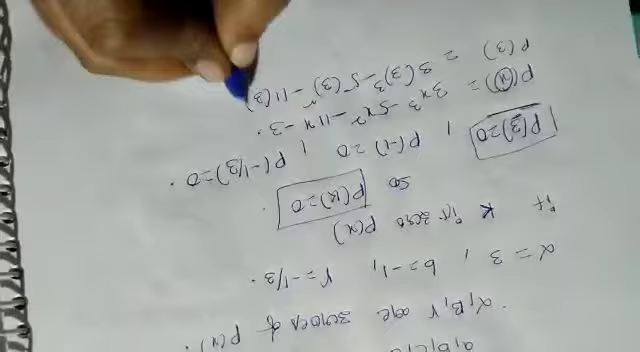 a, b, c, d
α, β, γ are zeroes of P(x).
α = 3, b = -1, γ = -1/3.
if K is zero P(x)
so P(k)=0.
P(3)=0, P(-1)=0, P(-1/3)=0.
P(x) = 3x³ - 5x² - 11x - 3.
P(3) = 3(3)³ - 5(3)² - 11(3)